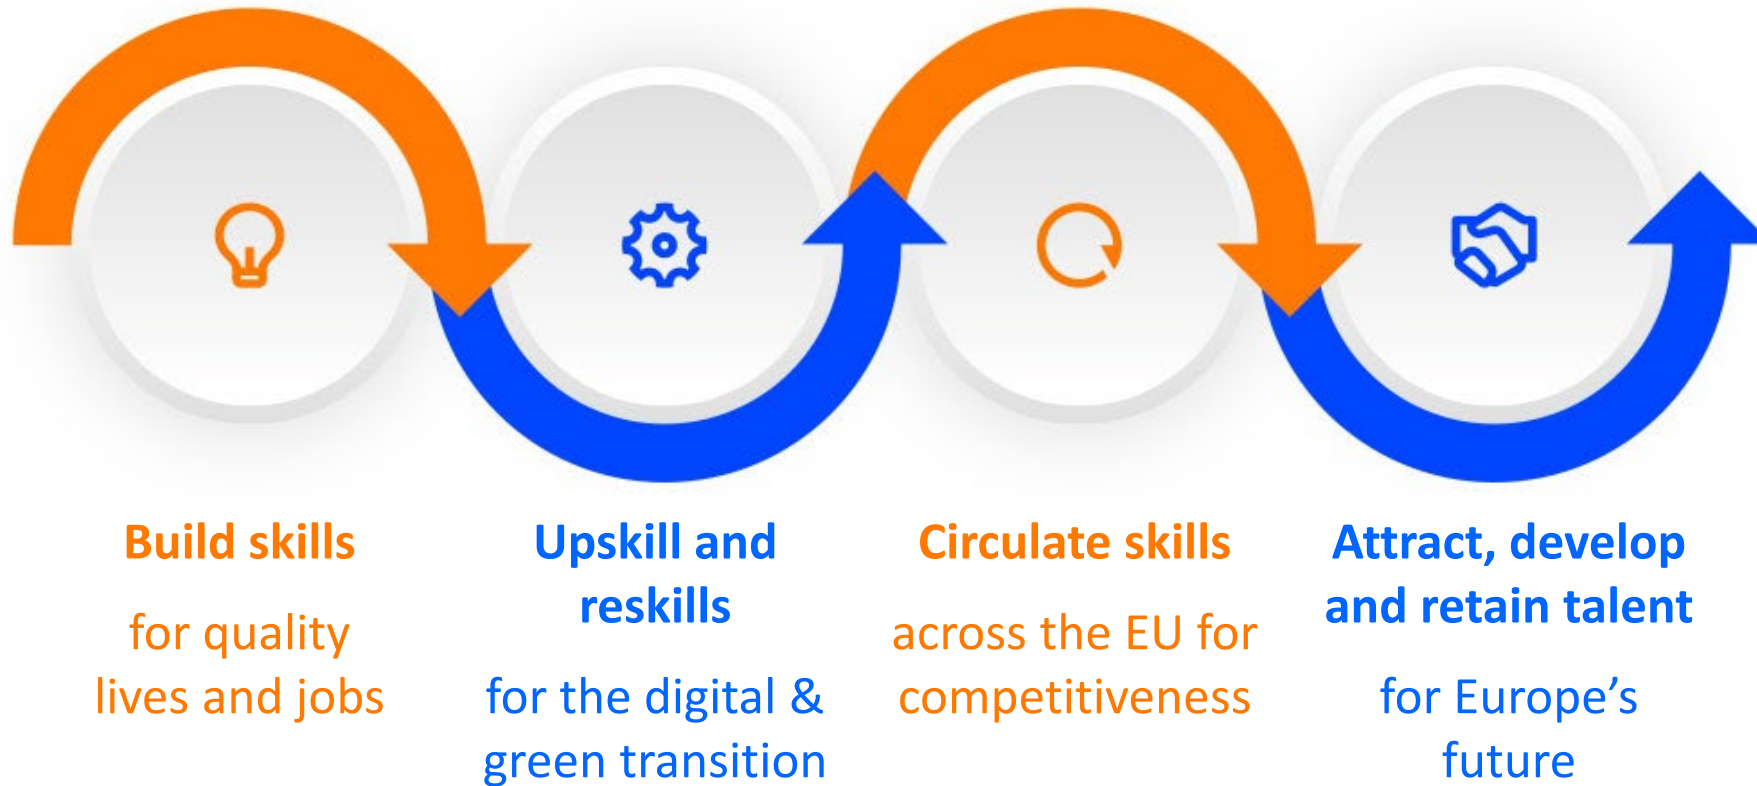 Build skills
for quality
lives and jobs
Upskill and
reskills
for the digital &
green transition
Circulate skills
across the EU for
competitiveness
Attract, develop
and retain talent
for Europe’s
future